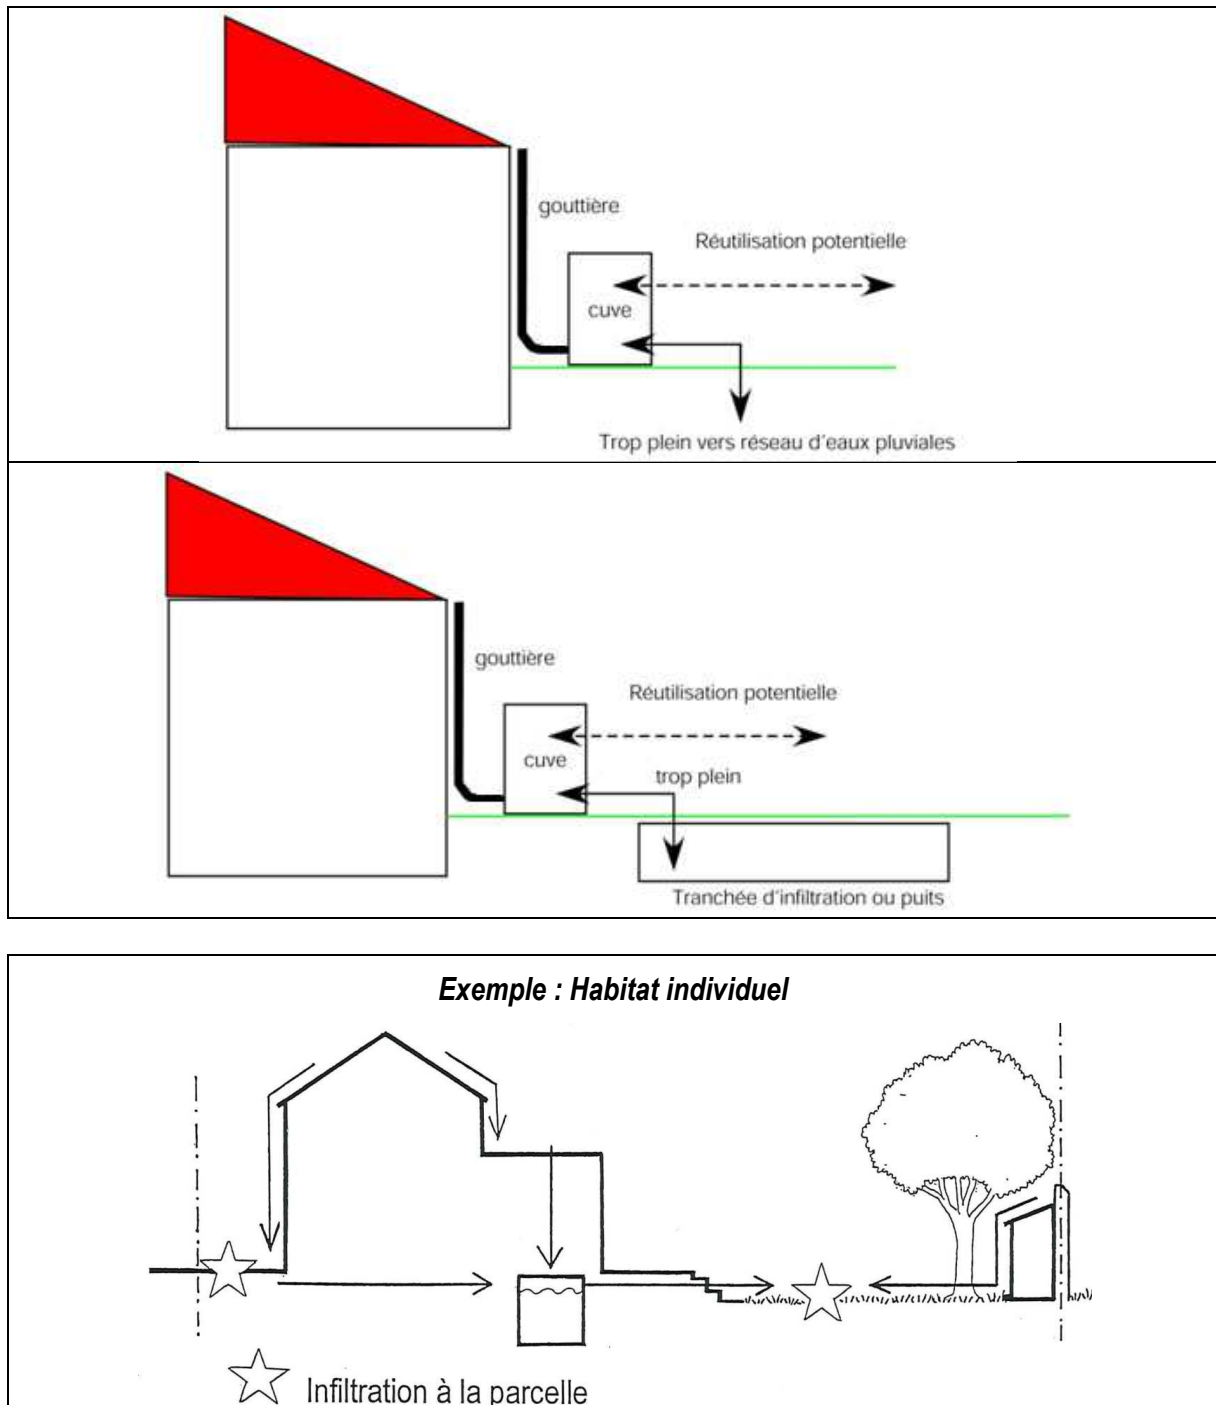 gouttière
Réutilisation potentielle
cuve
Trop plein vers réseau d'eaux pluviales
gouttière
Réutilisation potentielle
cuve
trop plein
Tranchée d'infiltration ou puits
Exemple : Habitat individuel
Infiltration à la parcelle